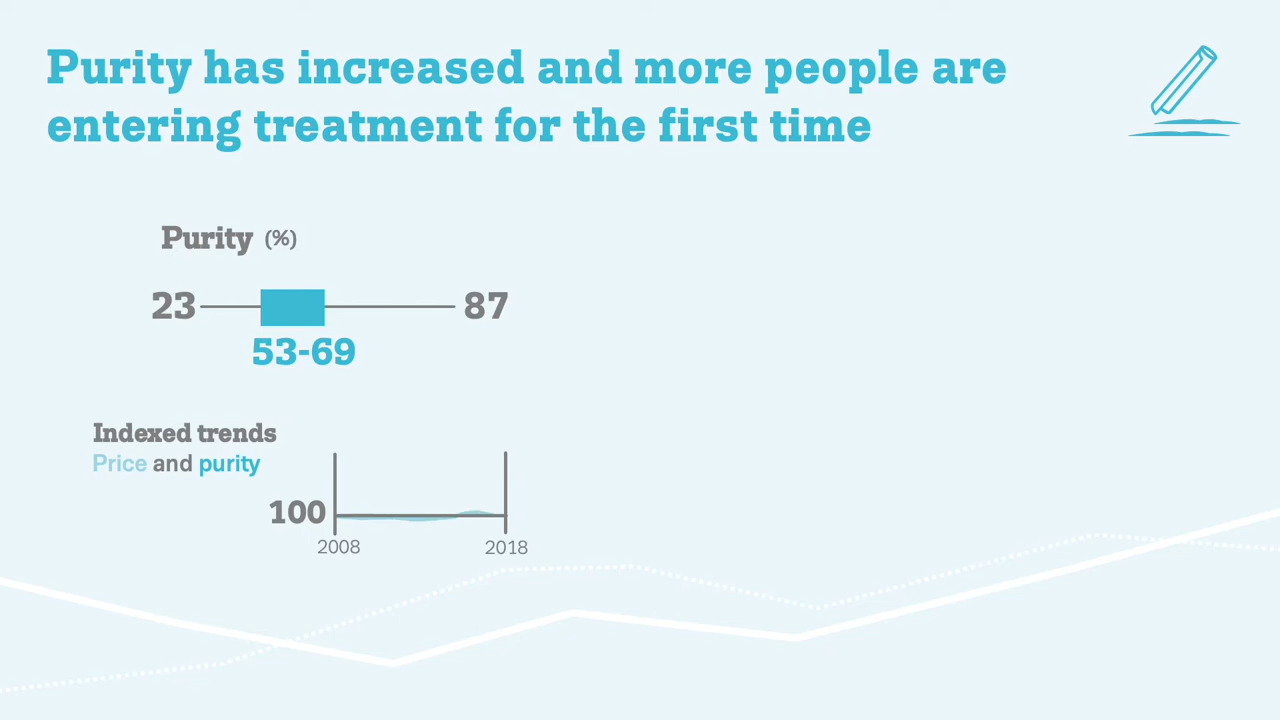 Purity has increased and more people are
entering treatment for the first time
Purity (%)
23 87
53-69
Indexed trends
Price and purity
100
2008 2018